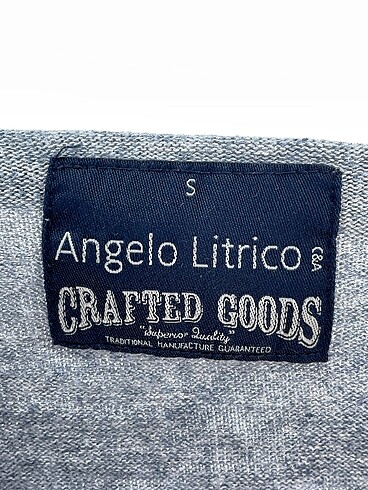 S
Angelo Litrico C&A
CRAFTED GOODS
"Superior Quality"
TRADITIONAL MANUFACTURE GUARANTEED